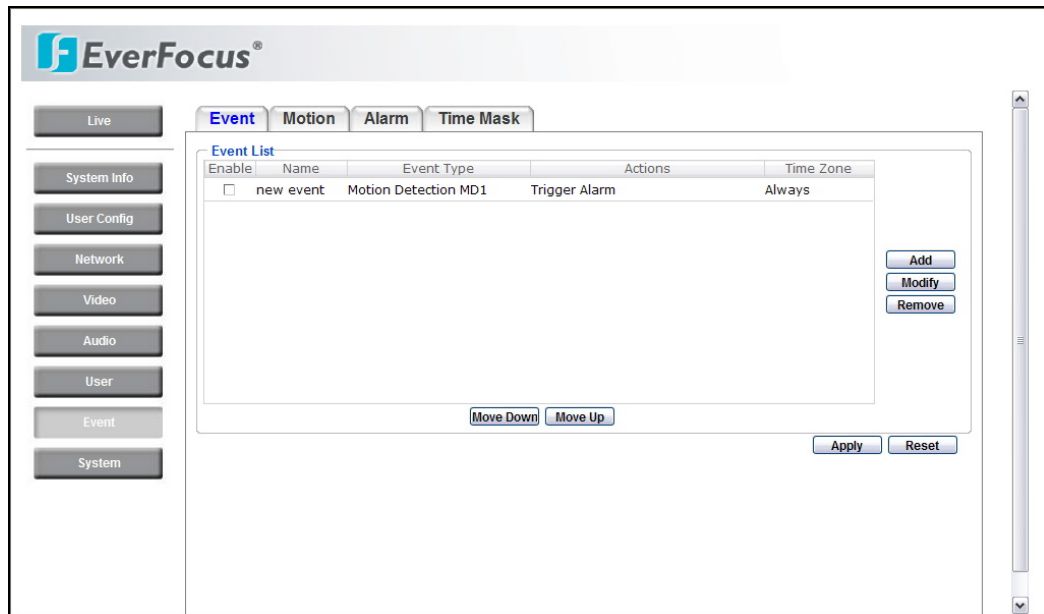 EverFocus®
Live
System Info
User Config
Network
Video
Audio
User
Event
System
Event Motion Alarm Time Mask
Event List
Enable Name Event Type Actions Time Zone
new event Motion Detection MD1 Trigger Alarm Always
Add
Modify
Remove
Move Down Move Up
Apply Reset